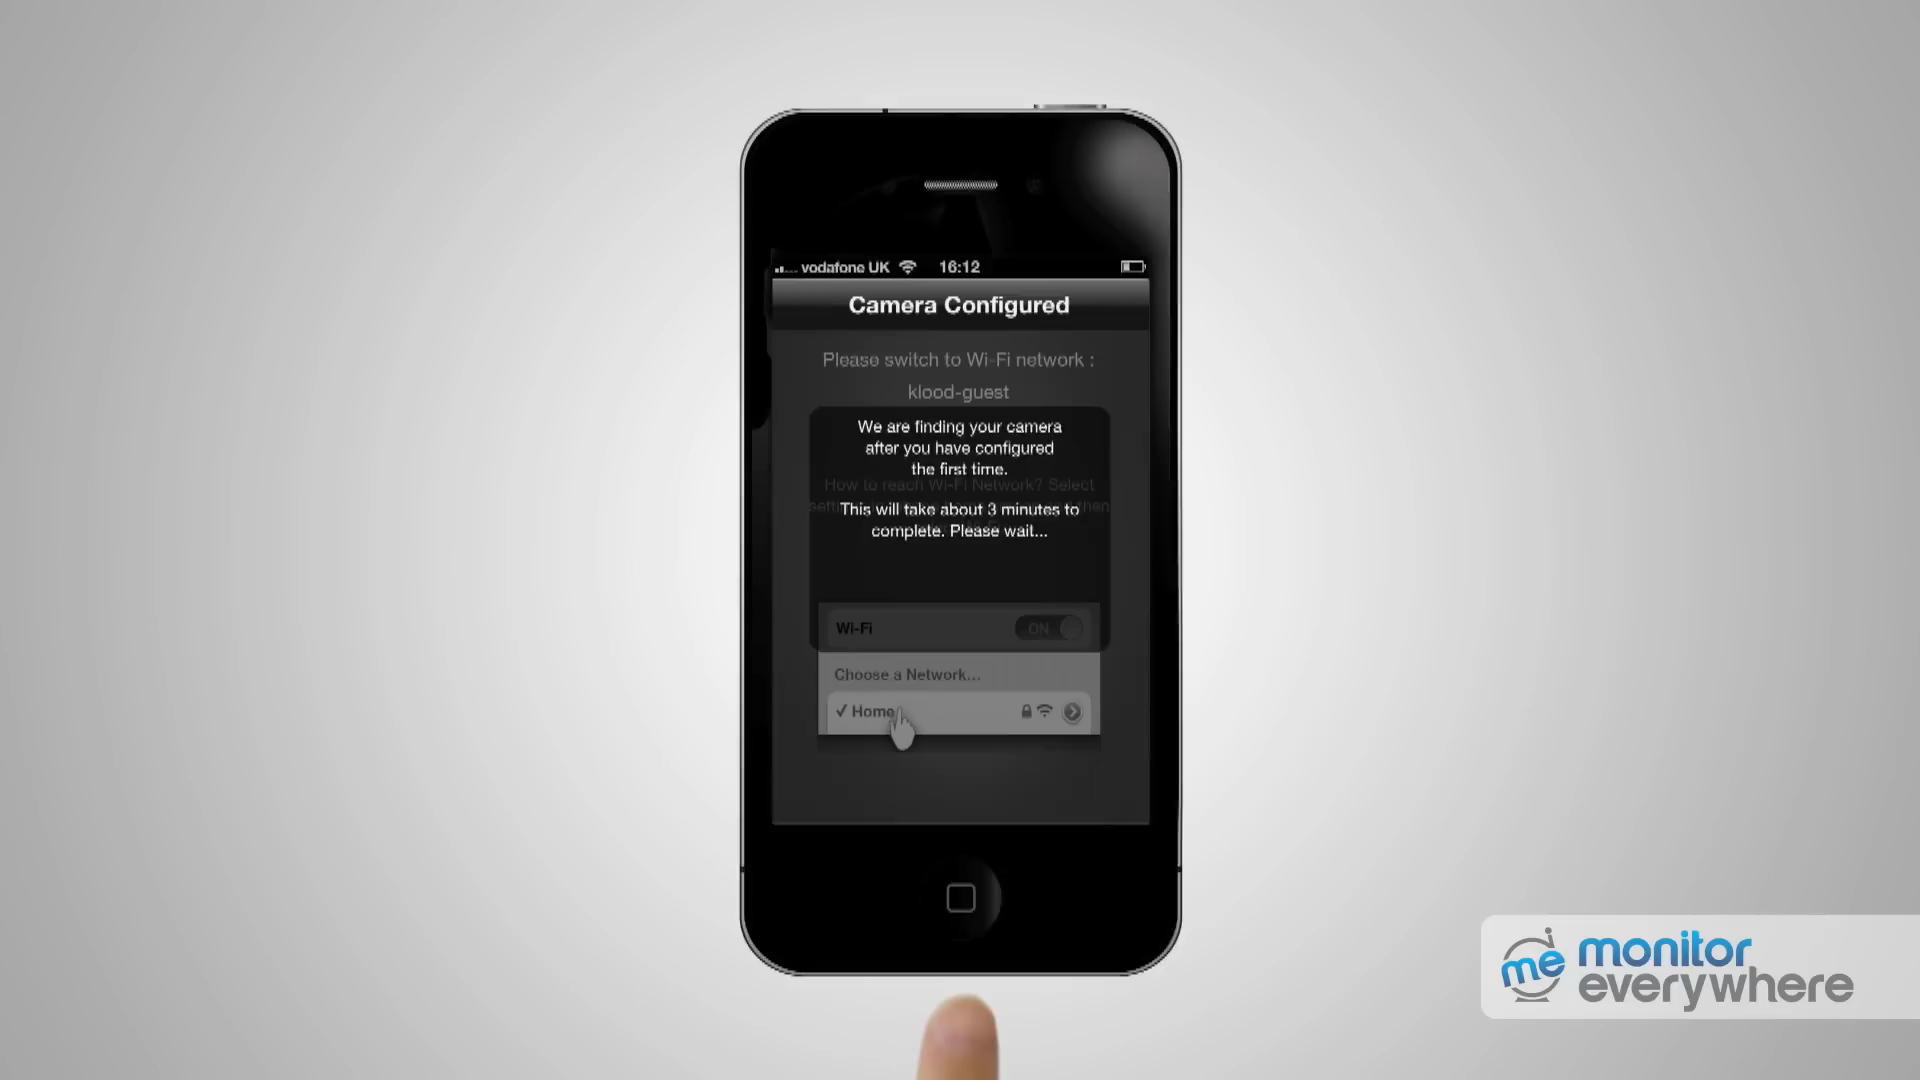 vodafone UK 16:12
Camera Configured
Please switch to Wi-Fi network :
klood-guest
We are finding your camera
after you have configured
the first time.
How to reach Wi-Fi Network? Select
This will take about 3 minutes to
complete. Please wait...
Wi-Fi ON
Choose a Network...
✓ Home
me monitor
everywhere